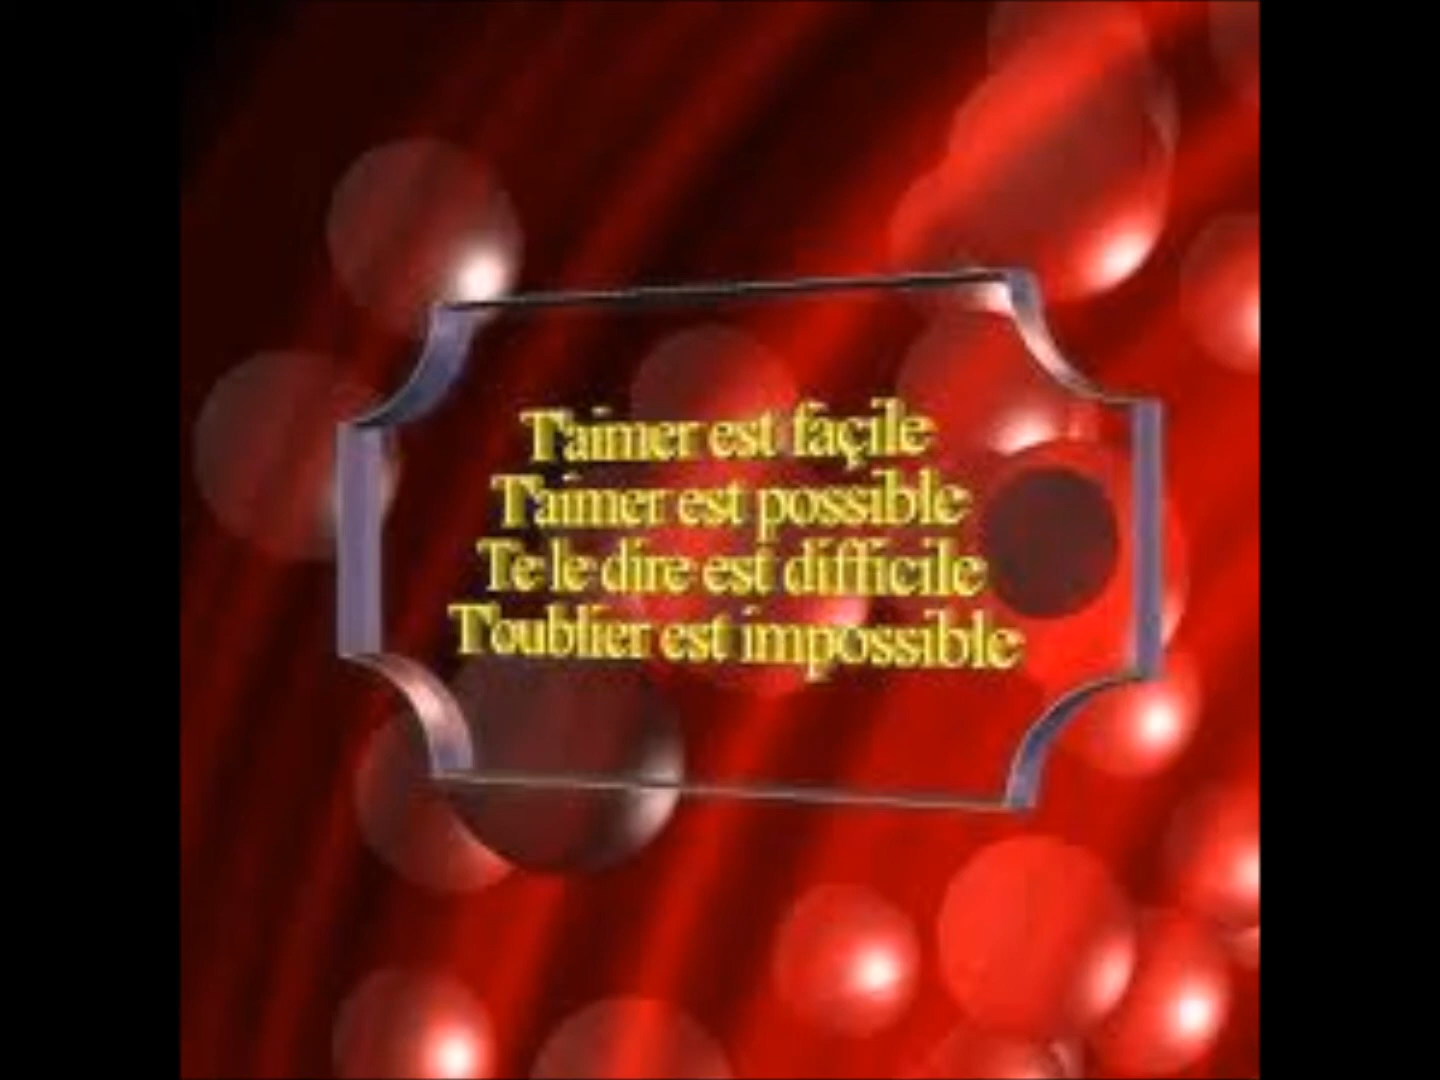 T'aimer est façile
T'aimer est possible
Te le dire est difficile
T'oublier est impossible